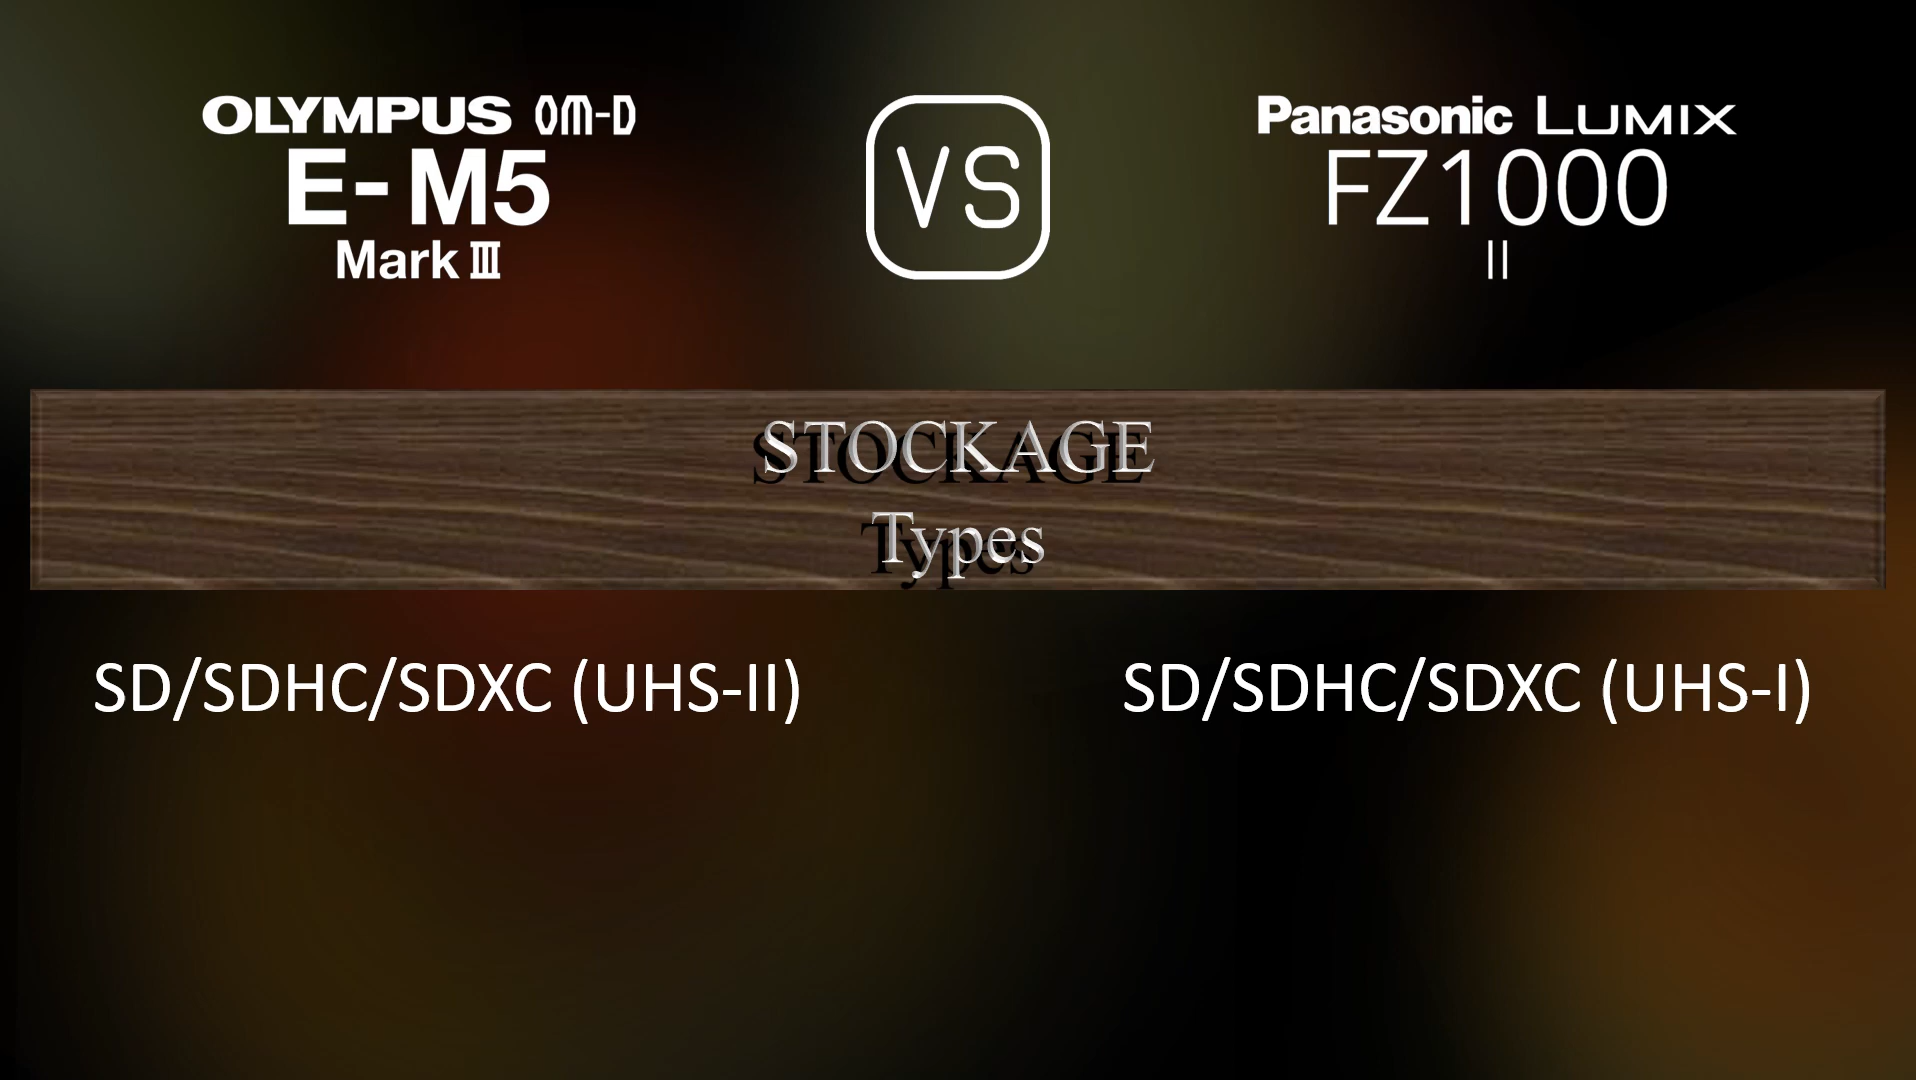 OLYMPUS OM-D
E-M5
Mark III
VS
Panasonic LUMIX
FZ1000
II
STOCKAGE
Types
SD/SDHC/SDXC (UHS-II)
SD/SDHC/SDXC (UHS-I)